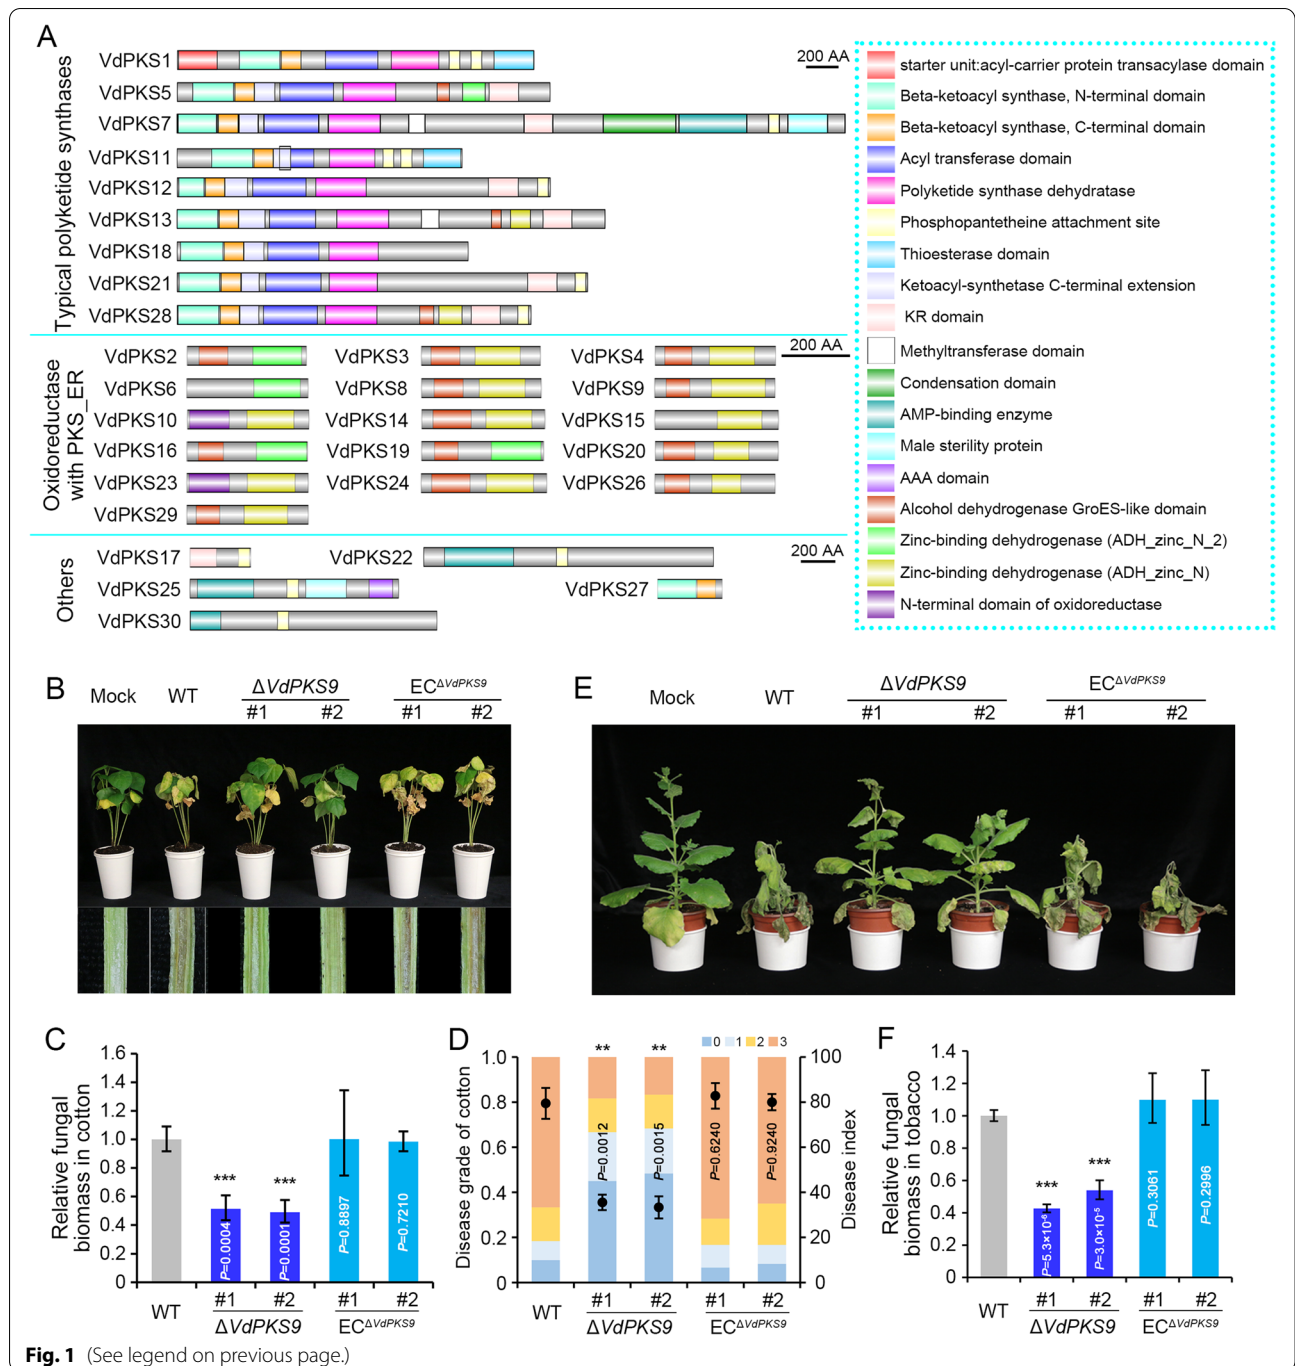 A
Typical polyketide synthases
VdPKS1
VdPKS5
VdPKS7
VdPKS11
VdPKS12
VdPKS13
VdPKS18
VdPKS21
VdPKS28
200 AA
Oxidoreductase
with PKS_ER
VdPKS2 VdPKS3 VdPKS4 200 AA
VdPKS6 VdPKS8 VdPKS9
VdPKS10 VdPKS14 VdPKS15
VdPKS16 VdPKS19 VdPKS20
VdPKS23 VdPKS24 VdPKS26
VdPKS29
Others
VdPKS17 VdPKS22 200 AA
VdPKS25 VdPKS27
VdPKS30
starter unit:acyl-carrier protein transacylase domain
Beta-ketoacyl synthase, N-terminal domain
Beta-ketoacyl synthase, C-terminal domain
Acyl transferase domain
Polyketide synthase dehydratase
Phosphopantetheine attachment site
Thioesterase domain
Ketoacyl-synthetase C-terminal extension
KR domain
Methyltransferase domain
Condensation domain
AMP-binding enzyme
Male sterility protein
AAA domain
Alcohol dehydrogenase GroES-like domain
Zinc-binding dehydrogenase (ADH_zinc_N_2)
Zinc-binding dehydrogenase (ADH_zinc_N)
N-terminal domain of oxidoreductase
B
Mock WT ΔVdPKS9 EC^ΔVdPKS9
#1 #2 #1 #2
E
Mock WT ΔVdPKS9 EC^ΔVdPKS9
#1 #2 #1 #2
C
Relative fungal
biomass in cotton
1.6
1.4
1.2
1.0
0.8
0.6
0.4
0.2
0
*** ***
P=0.0004
P=0.0001
P=0.8897
P=0.7210
WT #1 #2 #1 #2
ΔVdPKS9 EC^ΔVdPKS9
D
0 1 2 3
Disease grade of cotton
1.0
0.8
0.6
0.4
0.2
0
** **
P=0.0012
P=0.0015
P=0.6240
P=0.9240
100
80
60
40
20
0
Disease index
WT #1 #2 #1 #2
ΔVdPKS9 EC^ΔVdPKS9
F
Relative fungal
biomass in tobacco
1.4
1.2
1.0
0.8
0.6
0.4
0.2
0
*** ***
P=5.3×10⁻⁶
P=3.0×10⁻⁵
P=0.3061
P=0.2996
WT #1 #2 #1 #2
ΔVdPKS9 EC^ΔVdPKS9
Fig. 1 (See legend on previous page.)